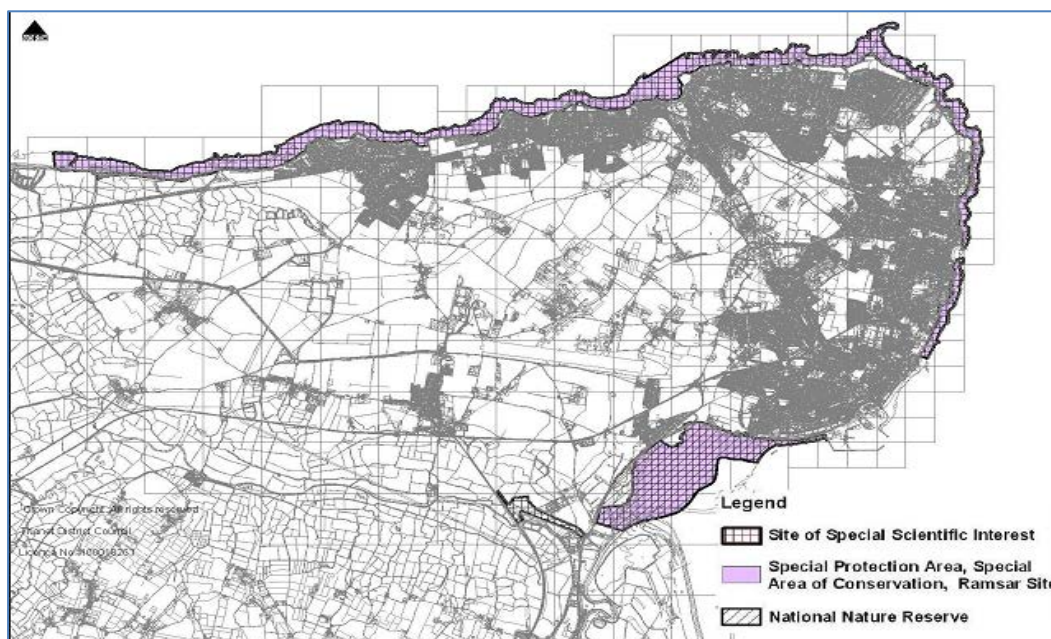 Crown Copyright. All rights reserved
Thanet District Council
Legend
Site of Special Scientific Interest
Special Protection Area, Special
Area of Conservation, Ramsar Site
National Nature Reserve